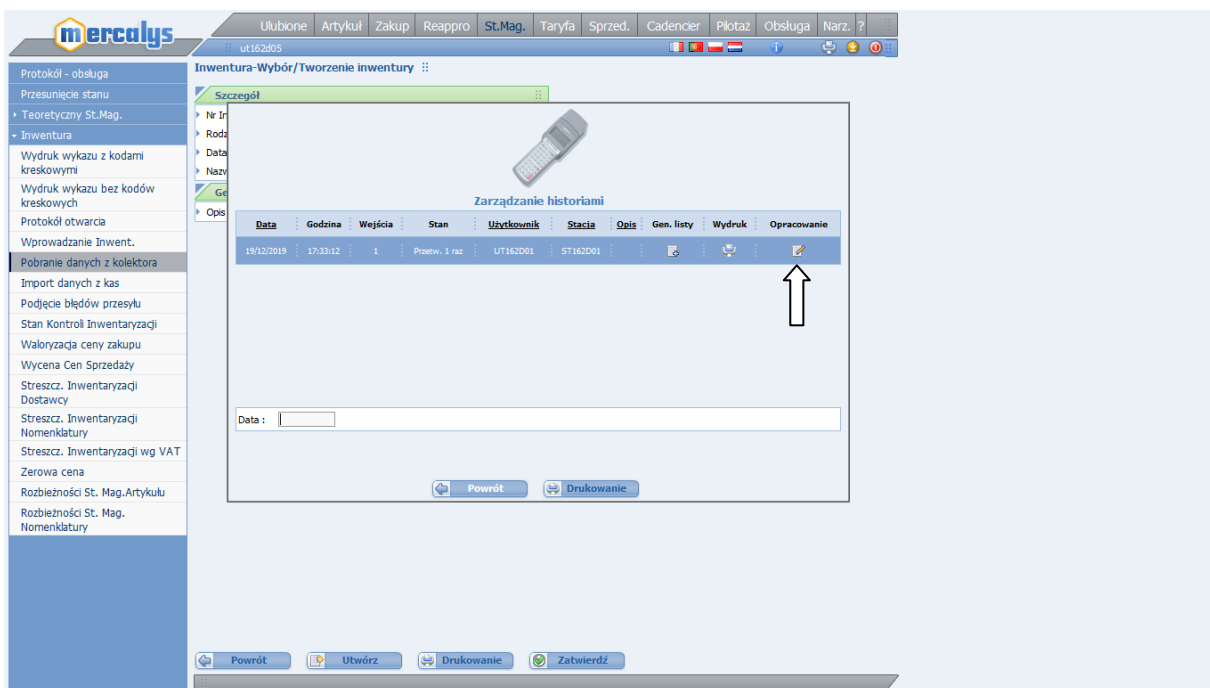 mercalys
Ulubione Artykuł Zakup Reappro St.Mag. Taryfa Sprzed. Cadencier Pilotaż Obsługa Narz. ?
ut162d05
Protokół - obsługa
Przesunięcie stanu
Teoretyczny St.Mag.
Inwentura
Wydruk wykazu z kodami
kreskowymi
Wydruk wykazu bez kodów
kreskowych
Protokół otwarcia
Wprowadzanie Inwent.
Pobranie danych z kolektora
Import danych z kas
Podjęcie błędów przesyłu
Stan Kontroli Inwentaryzacji
Waloryzacja ceny zakupu
Wycena Cen Sprzedaży
Streszcz. Inwentaryzacji
Dostawcy
Streszcz. Inwentaryzacji
Nomenklatury
Streszcz. Inwentaryzacji wg VAT
Zerowa cena
Rozbieżności St. Mag.Artykułu
Rozbieżności St. Mag.
Nomenklatury
Inwentura-Wybór/Tworzenie inwentury
Szczegół
Nr In
Rodz
Data
Nazw
Ge
Opis
Zarządzanie historiami
Data Godzina Wejścia Stan Użytkownik Stacja Opis Gen. listy Wydruk Opracowanie
19/12/2019 17:33:12 1 Przetw. 1 raz UT162D01 ST162D01
Data :
Powrót Drukowanie
Powrót Utwórz Drukowanie Zatwierdź